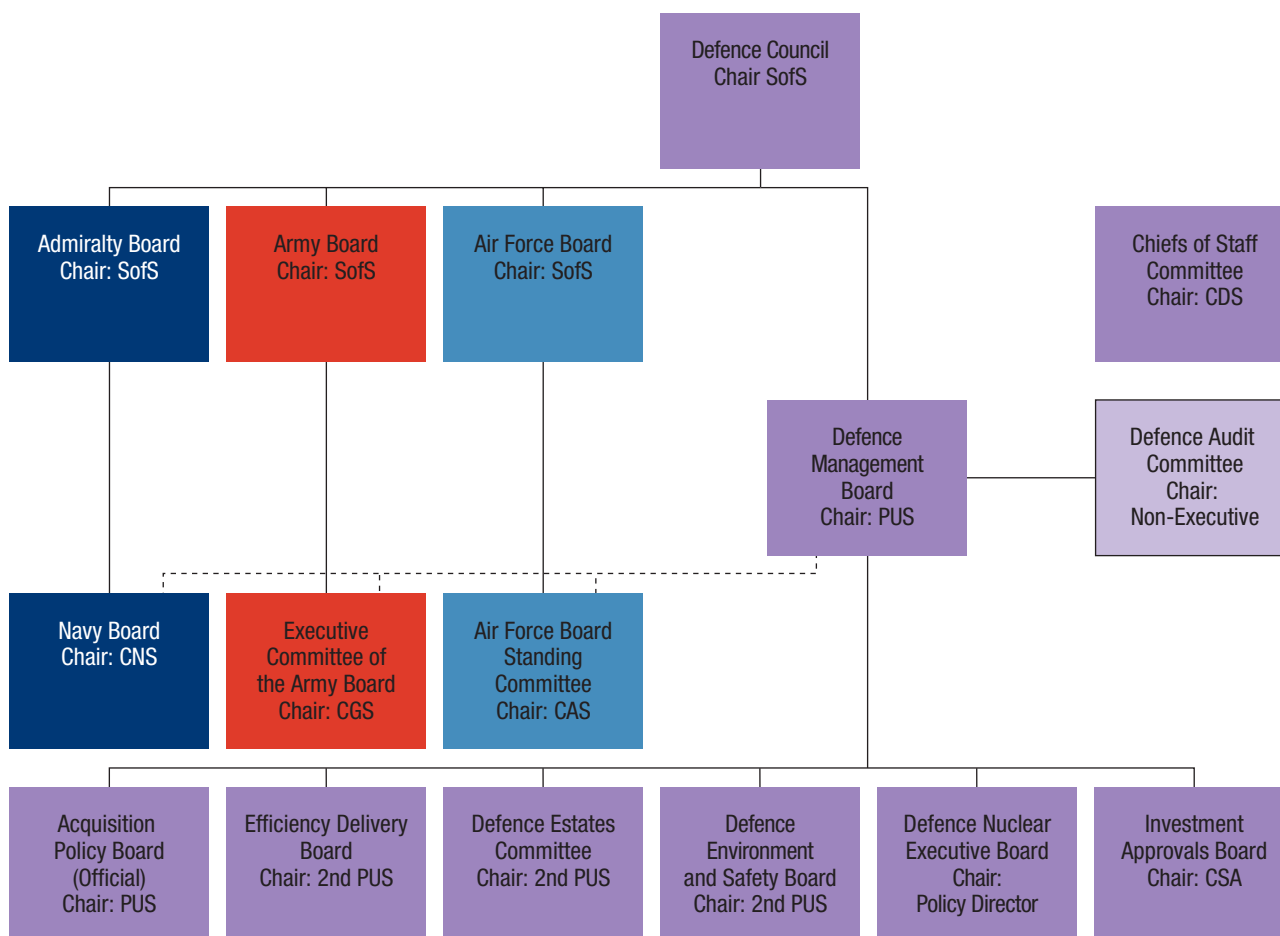 Defence Council
Chair SofS
Admiralty Board
Chair: SofS
Army Board
Chair: SofS
Air Force Board
Chair: SofS
Chiefs of Staff
Committee
Chair: CDS
Defence
Management
Board
Chair: PUS
Defence Audit
Committee
Chair:
Non-Executive
Navy Board
Chair: CNS
Executive
Committee of
the Army Board
Chair: CGS
Air Force Board
Standing
Committee
Chair: CAS
Acquisition
Policy Board
(Official)
Chair: PUS
Efficiency Delivery
Board
Chair: 2nd PUS
Defence Estates
Committee
Chair: 2nd PUS
Defence
Environment
and Safety Board
Chair: 2nd PUS
Defence Nuclear
Executive Board
Chair:
Policy Director
Investment
Approvals Board
Chair: CSA